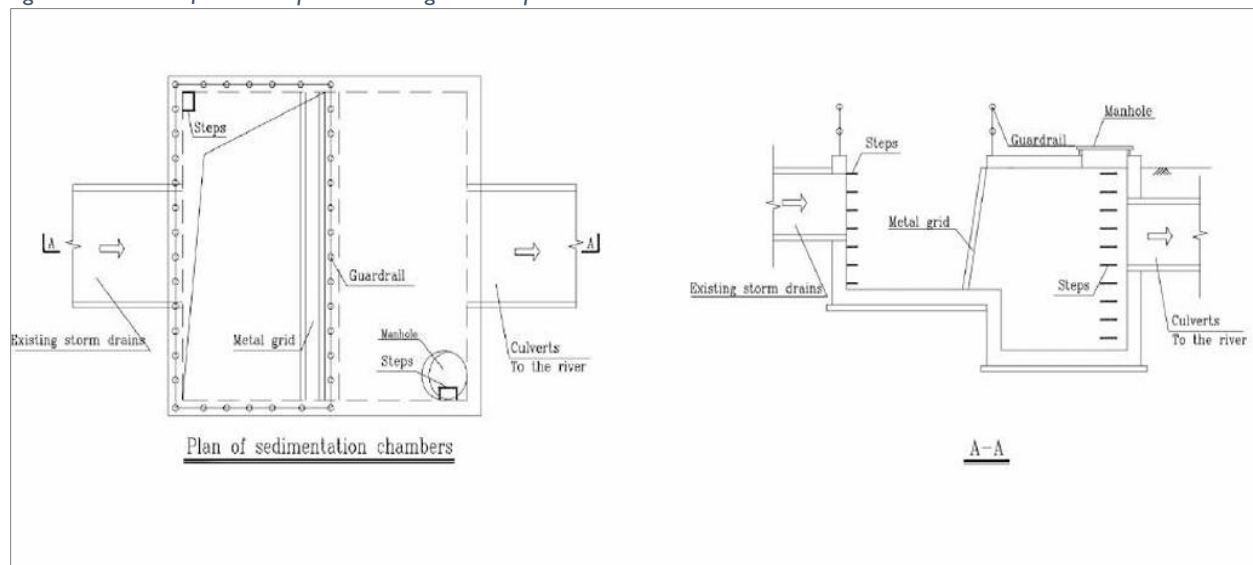 Steps
A
A
Guardrail
Existing storm drains
Metal grid
Manhole
Steps
Culverts
To the river
Plan of sedimentation chambers
Manhole
Guardrail
Steps
Metal grid
Existing storm drains
Steps
Culverts
To the river
A-A